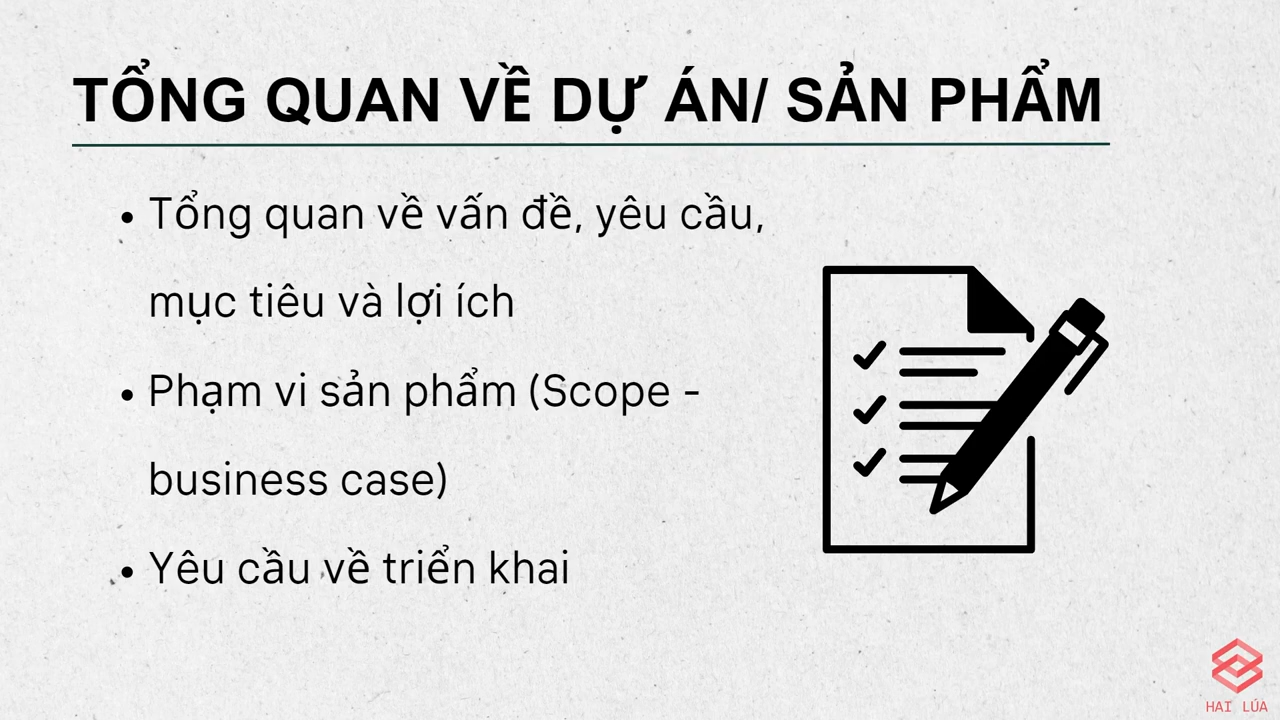 TỔNG QUAN VỀ DỰ ÁN/ SẢN PHẨM
• Tổng quan về vấn đề, yêu cầu,
mục tiêu và lợi ích
• Phạm vi sản phẩm (Scope -
business case)
• Yêu cầu về triển khai
HAI LÚA